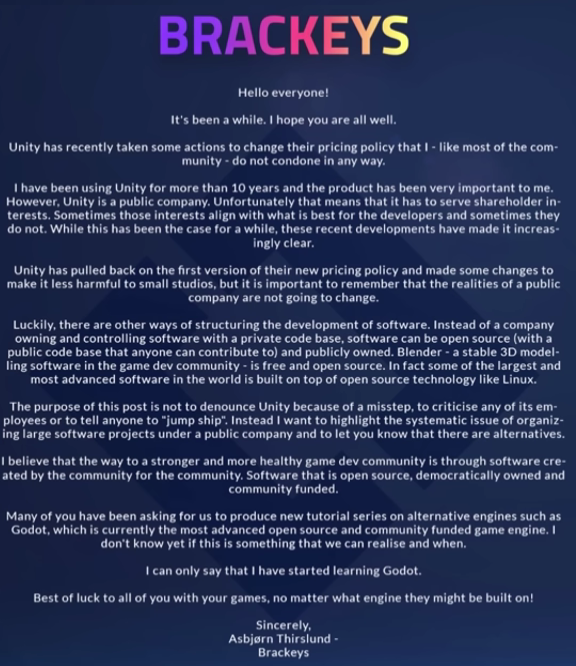 BRACKEYS
Hello everyone!
It's been a while. I hope you are all well.
Unity has recently taken some actions to change their pricing policy that I - like most of the com-
munity - do not condone in any way.
I have been using Unity for more than 10 years and the product has been very important to me.
However, Unity is a public company. Unfortunately that means that it has to serve shareholder in-
terests. Sometimes those interests align with what is best for the developers and sometimes they
do not. While this has been the case for a while, these recent developments have made it increas-
ingly clear.
Unity has pulled back on the first version of their new pricing policy and made some changes to
make it less harmful to small studios, but it is important to remember that the realities of a public
company are not going to change.
Luckily, there are other ways of structuring the development of software. Instead of a company
owning and controlling software with a private code base, software can be open source (with a
public code base that anyone can contribute to) and publicly owned. Blender - a stable 3D model-
ling software in the game dev community - is free and open source. In fact some of the largest and
most advanced software in the world is built on top of open source technology like Linux.
The purpose of this post is not to denounce Unity because of a misstep, to criticise any of its em-
ployees or to tell anyone to "jump ship". Instead I want to highlight the systematic issue of organiz-
ing large software projects under a public company and to let you know that there are alternatives.
I believe that the way to a stronger and more healthy game dev community is through software cre-
ated by the community for the community. Software that is open source, democratically owned and
community funded.
Many of you have been asking for us to produce new tutorial series on alternative engines such as
Godot, which is currently the most advanced open source and community funded game engine. I
don't know yet if this is something that we can realise and when.
I can only say that I have started learning Godot.
Best of luck to all of you with your games, no matter what engine they might be built on!
Sincerely,
Asbjørn Thirslund -
Brackeys